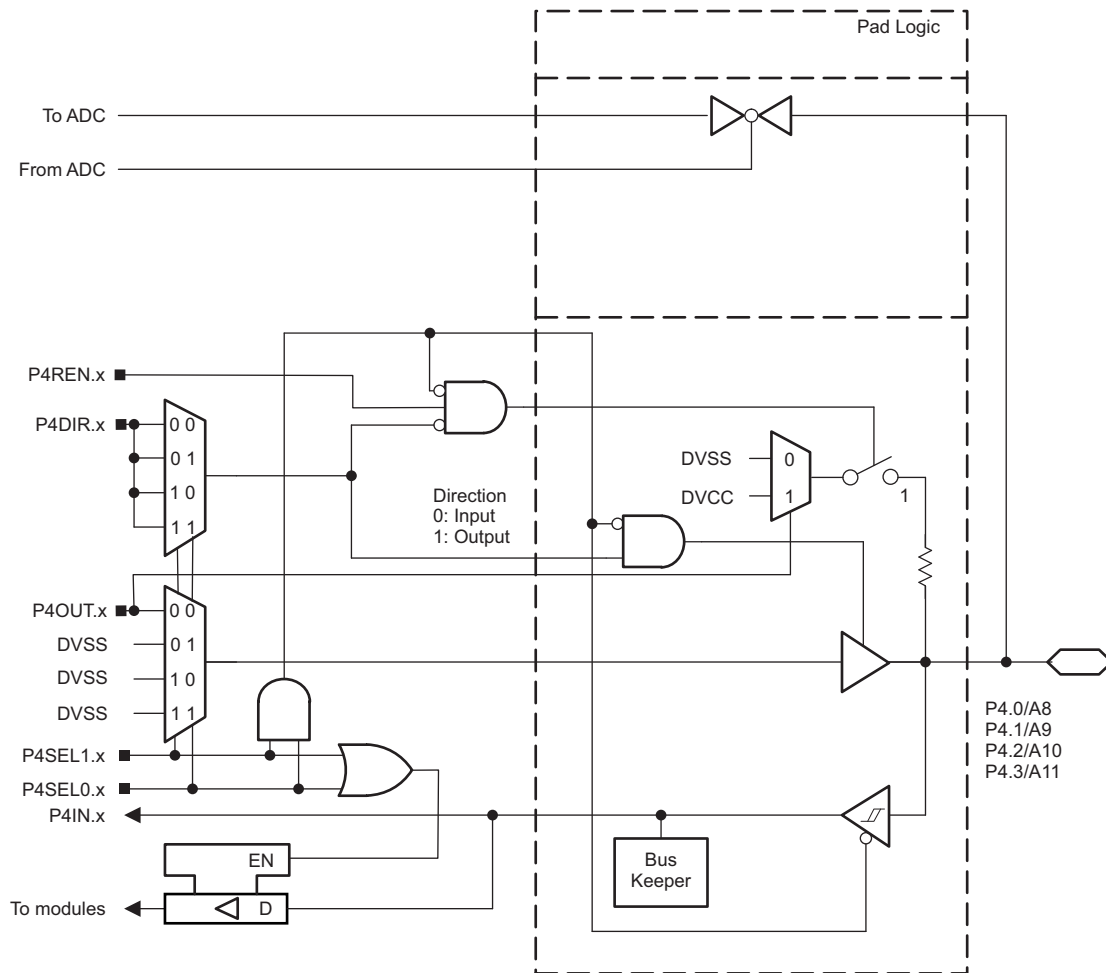 Pad Logic
To ADC
From ADC
P4REN.x
P4DIR.x
0 0
0 1
1 0
1 1
Direction
0: Input
1: Output
DVSS
0
DVCC
1
1
P4OUT.x
0 0
DVSS
0 1
DVSS
1 0
DVSS
1 1
P4.0/A8
P4.1/A9
P4.2/A10
P4.3/A11
P4SEL1.x
P4SEL0.x
P4IN.x
Bus
Keeper
EN
To modules
D